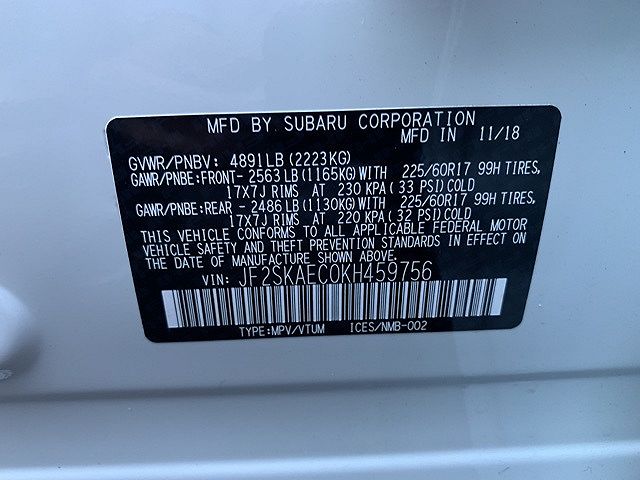 MFD BY SUBARU CORPORATION
MFD IN 11/18
GVWR/PNBV: 4891LB(2223KG)
GAWR/PNBE:FRONT-2563LB(1165KG)WITH 225/60R17 99H TIRES,
17X7J RIMS AT 230 KPA(33 PSI)COLD
GAWR/PNBE:REAR-2486LB(1130KG)WITH 225/60R17 99H TIRES,
17X7J RIMS AT 220 KPA(32 PSI)COLD
THIS VEHICLE CONFORMS TO ALL APPLICABLE FEDERAL MOTOR
VEHICLE SAFETY AND THEFT PREVENTION STANDARDS IN EFFECT ON
THE DATE OF MANUFACTURE SHOWN ABOVE.
VIN: JF2SKAEC0KH459756
TYPE:MPV/VTUM ICES/NMB-002